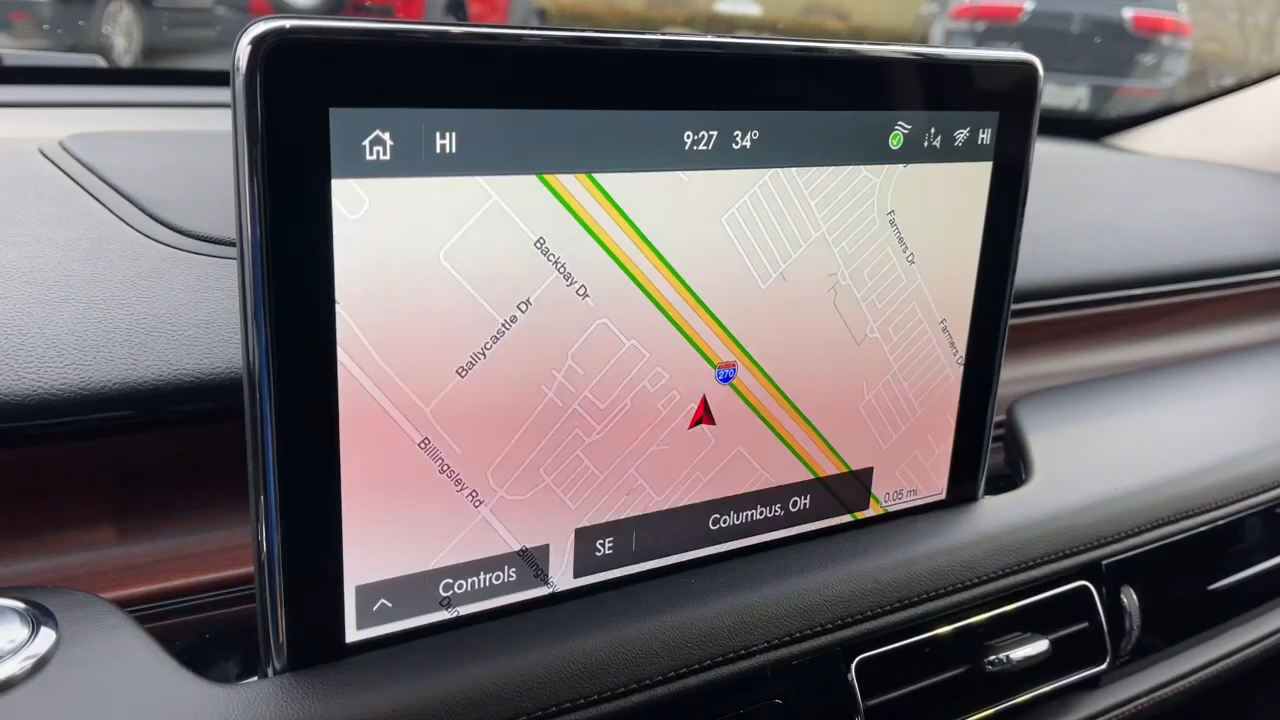 HI
9:27 34°
HI
Farmers Dr
Backbay Dr
Ballycastle Dr
Farmers Dr
270
Billingsley Rd
0.05 mi
Columbus, OH
SE
Controls